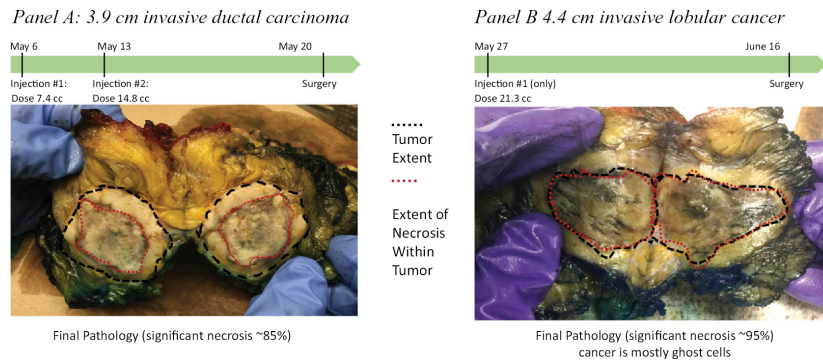 Panel A: 3.9 cm invasive ductal carcinoma
May 6
May 13
May 20
Injection #1:
Dose 7.4 cc
Injection #2:
Dose 14.8 cc
Surgery
Final Pathology (significant necrosis ~85%)
Tumor
Extent
Extent of
Necrosis
Within
Tumor
Panel B 4.4 cm invasive lobular cancer
May 27
June 16
Injection #1 (only)
Dose 21.3 cc
Surgery
Final Pathology (significant necrosis ~95%)
cancer is mostly ghost cells